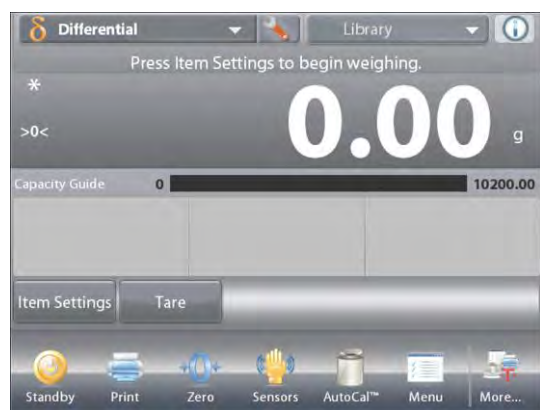 δ Differential Library
Press Item Settings to begin weighing.
*
0.00
>0< g
Capacity Guide 0 10200.00
Item Settings Tare
Standby Print Zero Sensors AutoCal™ Menu More...